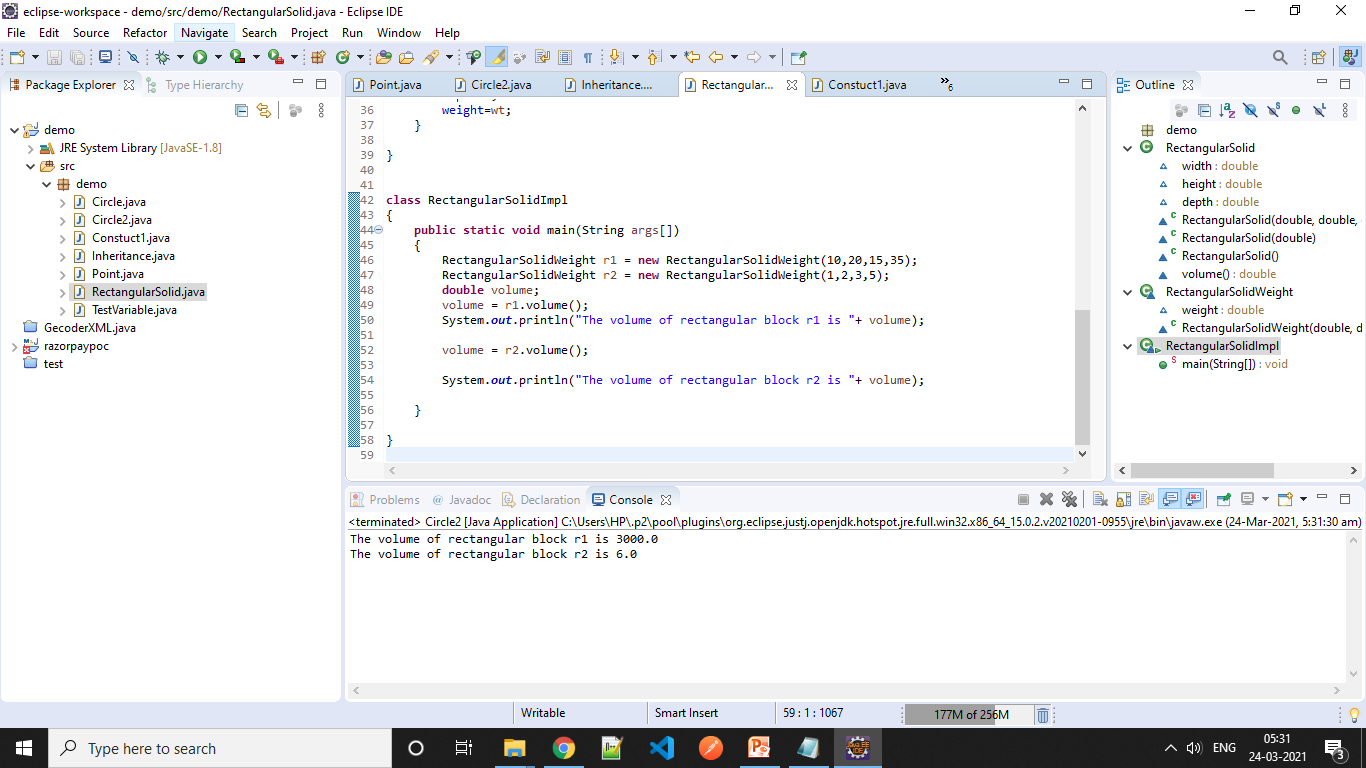 eclipse-workspace - demo/src/demo/RectangularSolid.java - Eclipse IDE
File Edit Source Refactor Navigate Search Project Run Window Help
Package Explorer Type Hierarchy
demo
JRE System Library [JavaSE-1.8]
src
demo
Circle.java
Circle2.java
Constuct1.java
Inheritance.java
Point.java
RectangularSolid.java
TestVariable.java
GecoderXML.java
razorpaypoc
test
Point.java Circle2.java Inheritance.... Rectangular... Constuct1.java »6
36 weight=wt;
37 }
38
39 }
40
41
42 class RectangularSolidImpl
43 {
44 public static void main(String args[])
45 {
46 RectangularSolidWeight r1 = new RectangularSolidWeight(10,20,15,35);
47 RectangularSolidWeight r2 = new RectangularSolidWeight(1,2,3,5);
48 double volume;
49 volume = r1.volume();
50 System.out.println("The volume of rectangular block r1 is "+ volume);
51
52 volume = r2.volume();
53
54 System.out.println("The volume of rectangular block r2 is "+ volume);
55
56 }
57
58 }
59
Outline
demo
RectangularSolid
width : double
height : double
depth : double
RectangularSolid(double, double,
RectangularSolid(double)
RectangularSolid()
volume() : double
RectangularSolidWeight
weight : double
RectangularSolidWeight(double, d
RectangularSolidImpl
main(String[]) : void
Problems @ Javadoc Declaration Console
<terminated> Circle2 [Java Application] C:\Users\HP\.p2\pool\plugins\org.eclipse.justj.openjdk.hotspot.jre.full.win32.x86_64_15.0.2.v20210201-0955\jre\bin\javaw.exe (24-Mar-2021, 5:31:30 am)
The volume of rectangular block r1 is 3000.0
The volume of rectangular block r2 is 6.0
Writable Smart Insert 59 : 1 : 1067 177M of 256M
Type here to search
ENG
05:31
24-03-2021
3